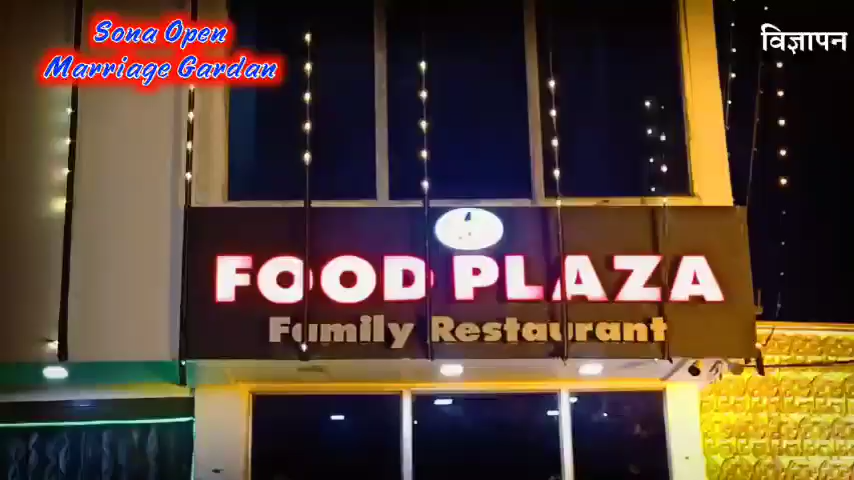 Sona Open
Marriage Gardan
विज्ञापन
FOOD PLAZA
Family Restaurant